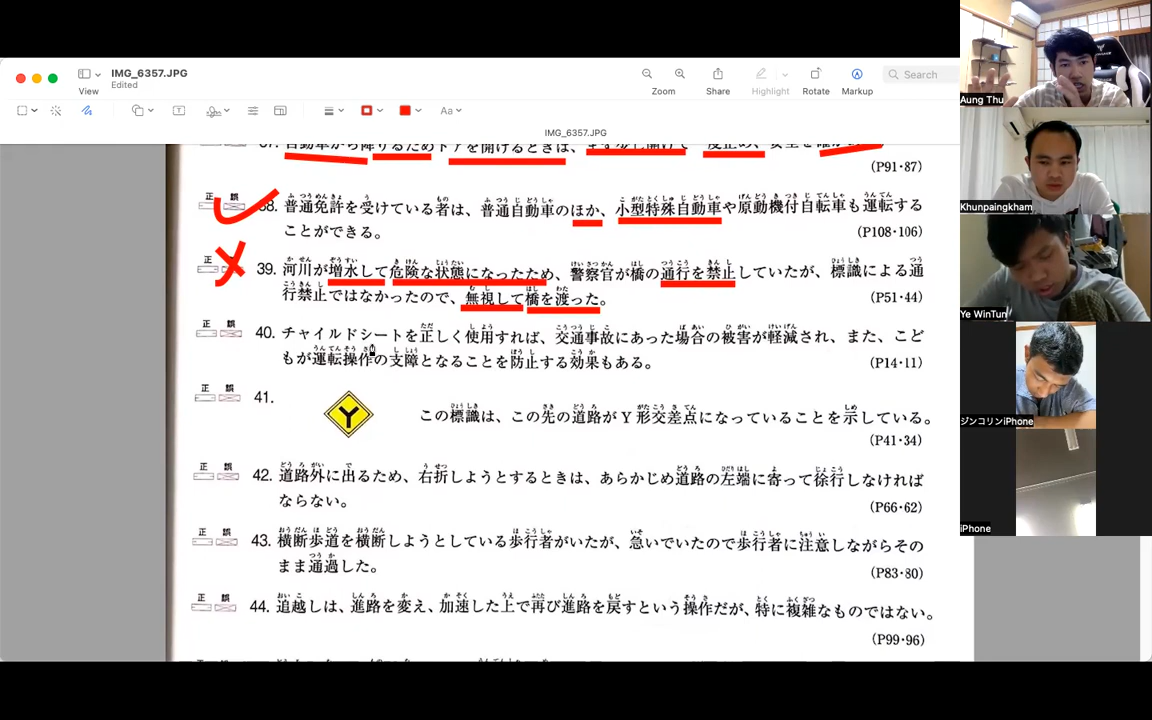 IMG_6357.JPG
Edited
View
Zoom
Share
Highlight
Rotate
Markup
Search
Aa
IMG_6357.JPG
自動車から降りるためドアを開けるときは、
(P91・87)
正 誤
38. 普通免許を受けている者は、普通自動車のほか、小型特殊自動車や原動機付自転車も運転する
ことができる。
(P108・106)
正 誤
39. 河川が増水して危険な状態になったため、警察官が橋の通行を禁止していたが、標識による通
行禁止ではなかったので、無視して橋を渡った。
(P51・44)
正 誤
40. チャイルドシートを正しく使用すれば、交通事故にあった場合の被害が軽減され、また、こど
もが運転操作の支障となることを防止する効果もある。
(P14・11)
正 誤
41.
この標識は、この先の道路がY形交差点になっていることを示している。
(P41・34)
正 誤
42. 道路外に出るため、右折しようとするときは、あらかじめ道路の左端に寄って徐行しなければ
ならない。
(P66・62)
正 誤
43. 横断歩道を横断しようとしている歩行者がいたが、急いでいたので歩行者に注意しながらその
まま通過した。
(P83・80)
正 誤
44. 追越しは、進路を変え、加速した上で再び進路を戻すという操作だが、特に複雑なものではない。
(P99・96)
Aung Thu
Khunpaingkham
Ye WinTun
ジンコリンiPhone
iPhone